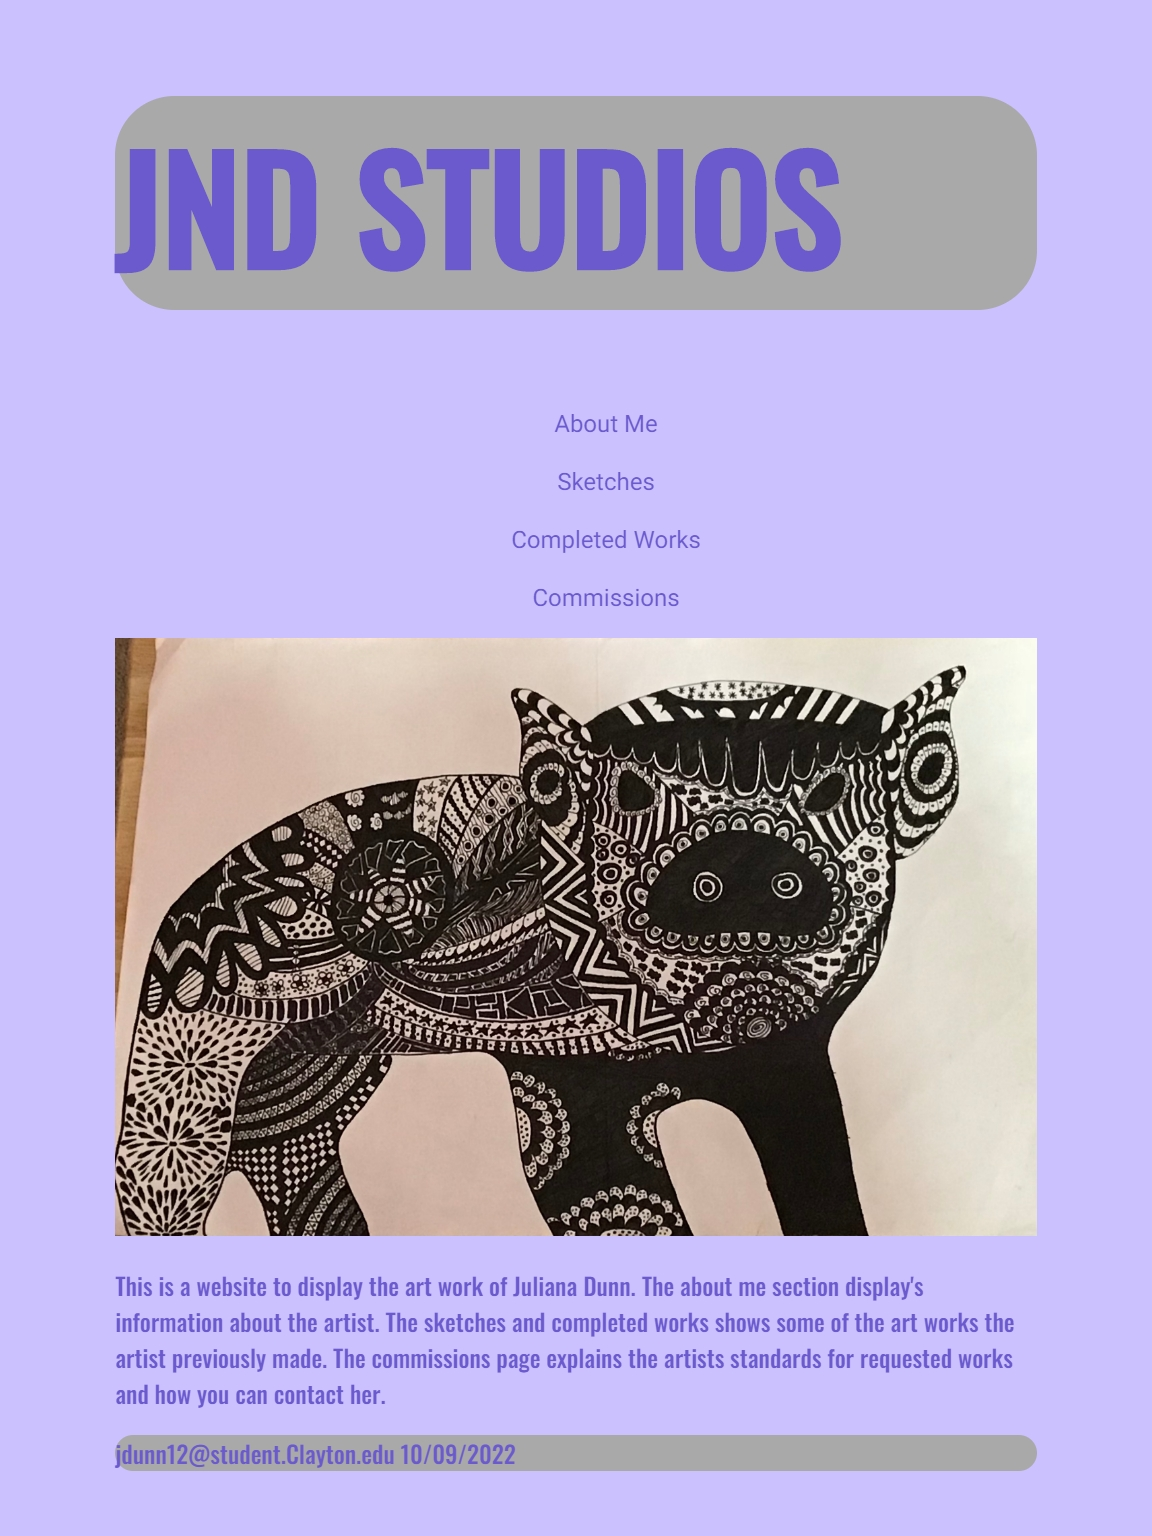 JND STUDIOS
About Me
Sketches
Completed Works
Commissions
This is a website to display the art work of Juliana Dunn. The about me section display's
information about the artist. The sketches and completed works shows some of the art works the
artist previously made. The commissions page explains the artists standards for requested works
and how you can contact her.
jdunn12@student.Clayton.edu 10/09/2022